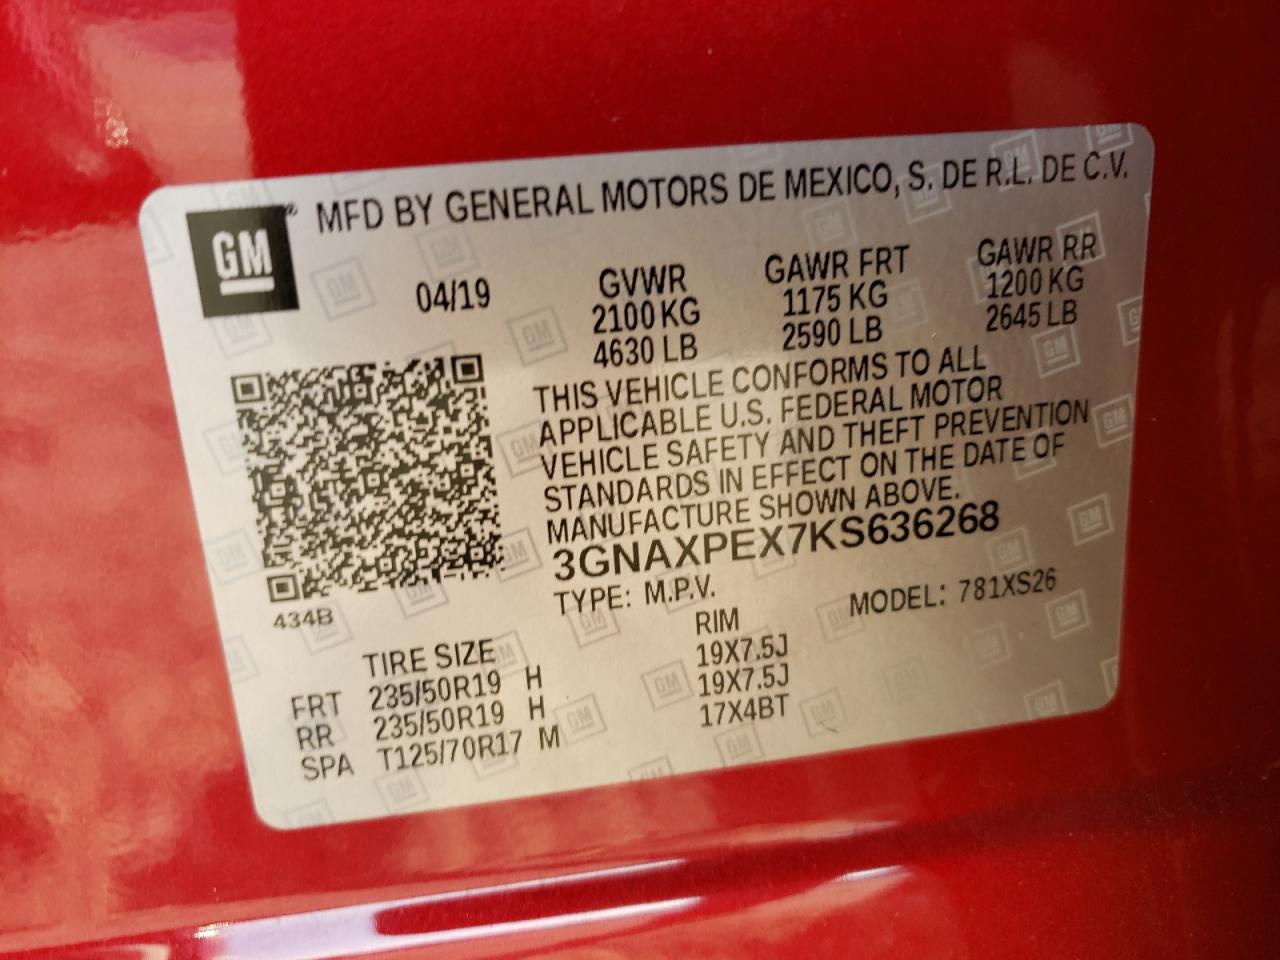 GM® MFD BY GENERAL MOTORS DE MEXICO, S. DE R.L. DE C.V.
04/19 GVWR GAWR FRT GAWR RR
2100 KG 1175 KG 1200 KG
4630 LB 2590 LB 2645 LB
THIS VEHICLE CONFORMS TO ALL
APPLICABLE U.S. FEDERAL MOTOR
VEHICLE SAFETY AND THEFT PREVENTION
STANDARDS IN EFFECT ON THE DATE OF
MANUFACTURE SHOWN ABOVE.
3GNAXPEX7KS636268
434B TYPE: M.P.V. MODEL: 781XS26
TIRE SIZE RIM
FRT 235/50R19 H 19X7.5J
RR 235/50R19 H 19X7.5J
SPA T125/70R17 M 17X4BT